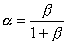 α = β / (1 + β)